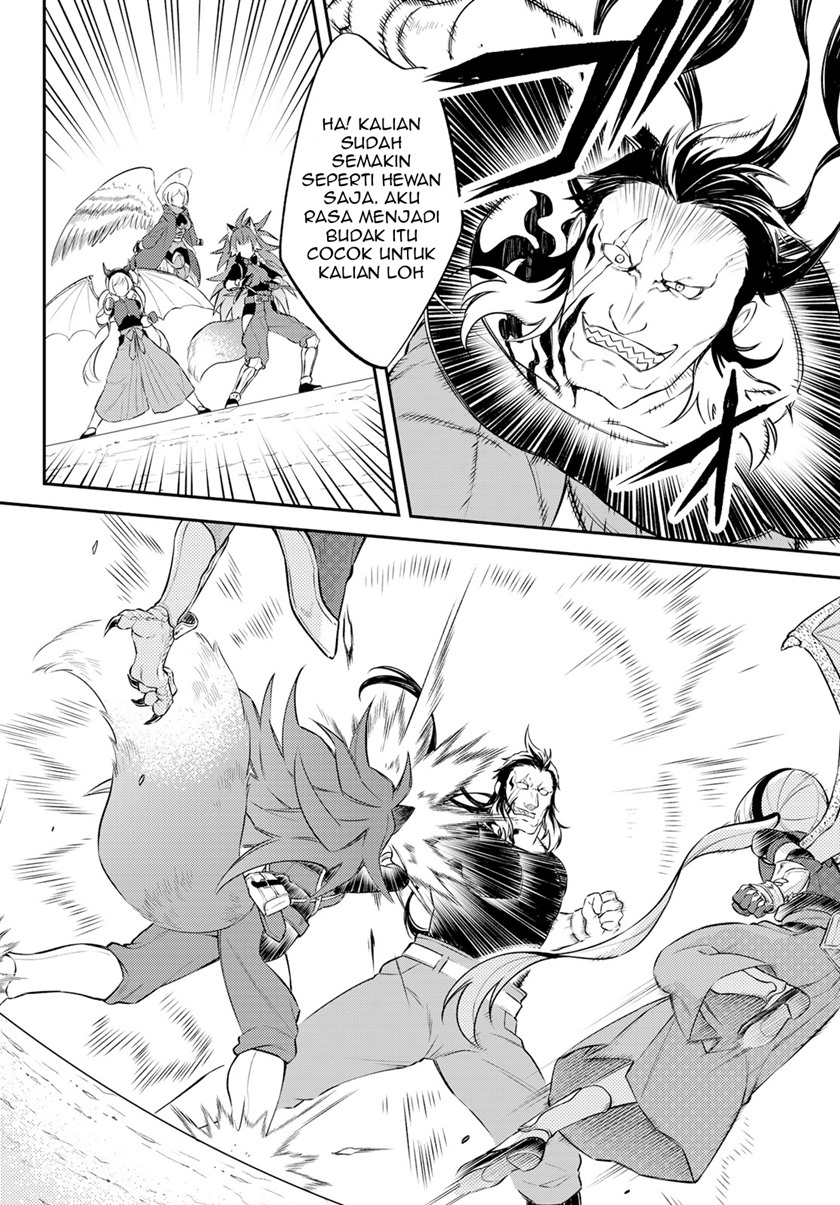 HA! KALIAN
SUDAH
SEMAKIN
SEPERTI HEWAN
SAJA. AKU
RASA MENJADI
BUDAK ITU
COCOK UNTUK
KALIAN LOH